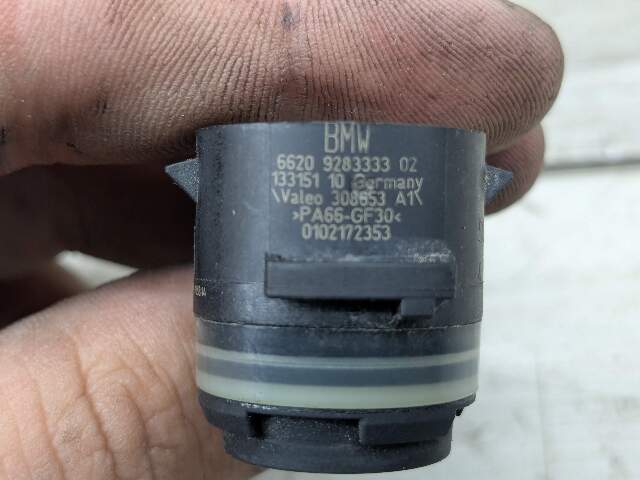 BMW
6620 9283333 02
133151 10 Germany
\Valeo 308653 A1\
>PA66-GF30<
0102172353